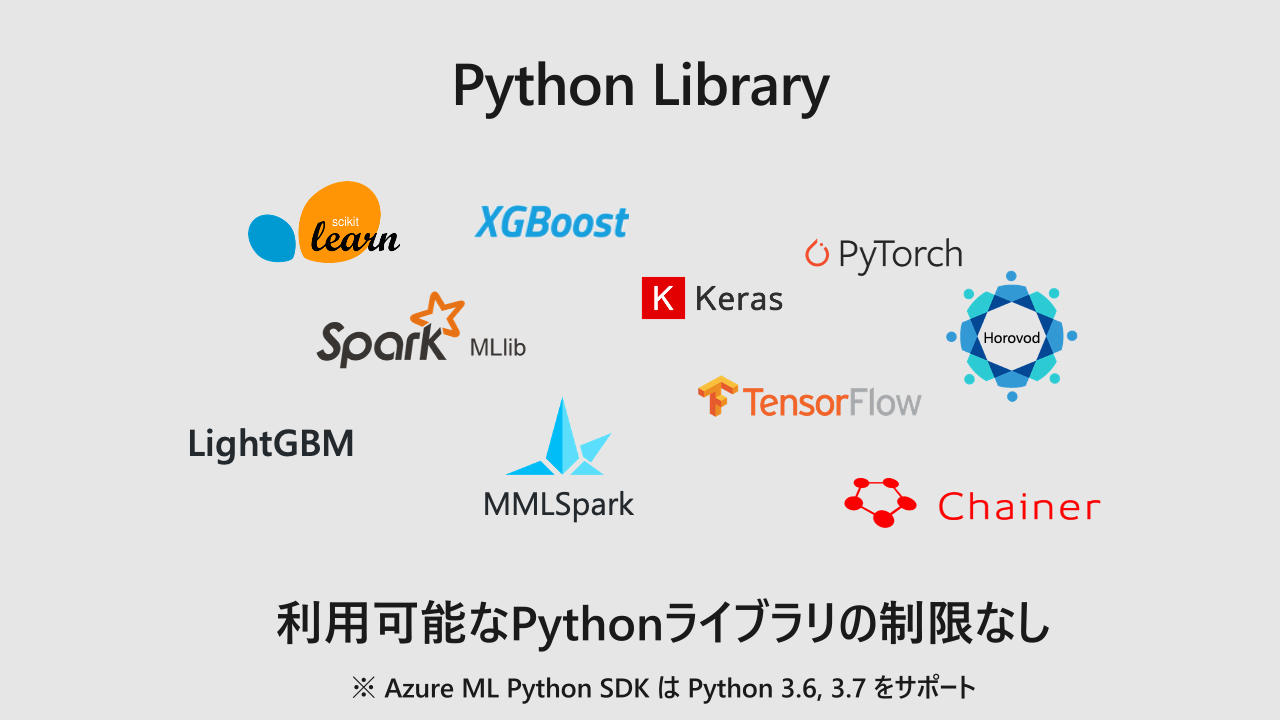 Python Library
scikit
learn
XGBoost
PyTorch
K Keras
Spark MLlib
Horovod
TensorFlow
LightGBM
MMLSpark
Chainer
利用可能なPythonライブラリの制限なし
※ Azure ML Python SDK は Python 3.6, 3.7 をサポート